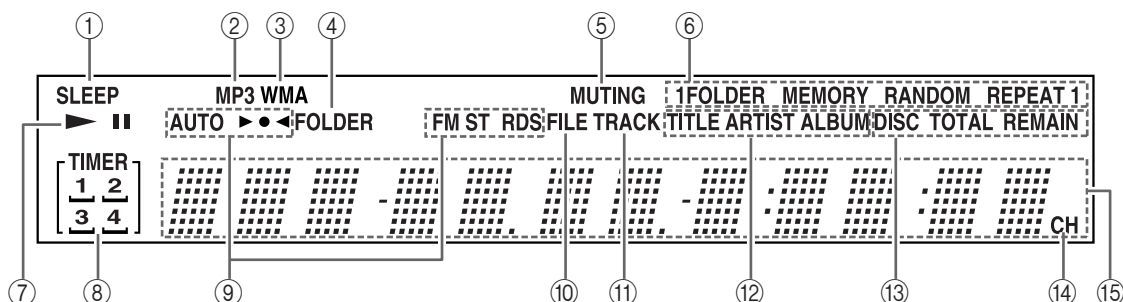 ① ② ③ ④ ⑤ ⑥
SLEEP MP3 WMA MUTING 1FOLDER MEMORY RANDOM REPEAT 1
AUTO FOLDER FM ST RDS FILE TRACK TITLE ARTIST ALBUM DISC TOTAL REMAIN
TIMER
1 2
3 4
CH
⑦ ⑧ ⑨ ⑩ ⑪ ⑫ ⑬ ⑭ ⑮